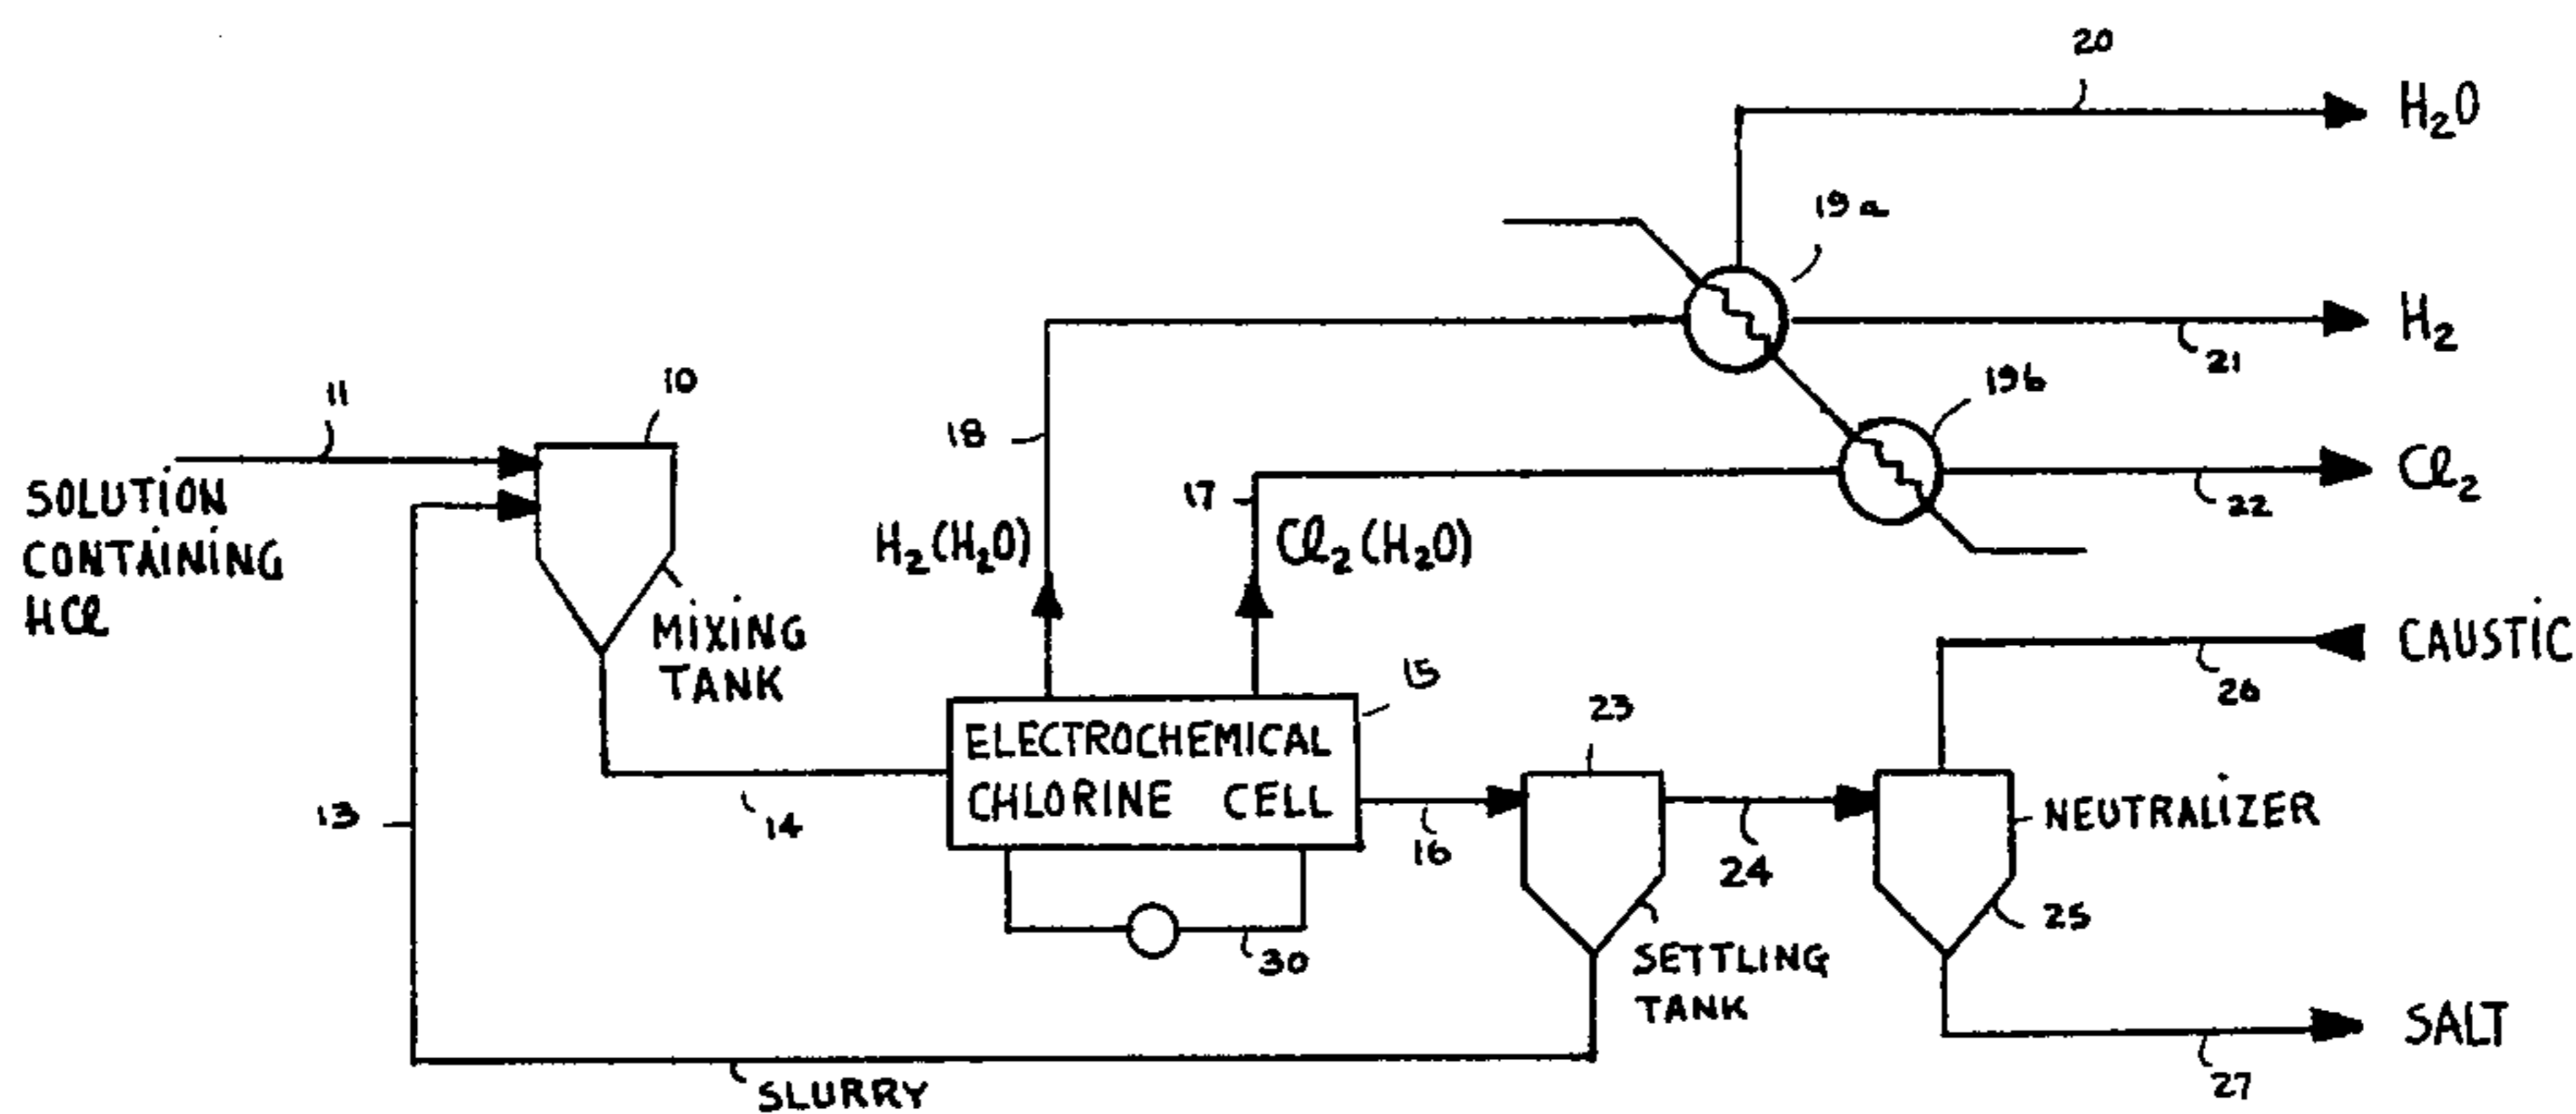 20
H₂O
19a
H₂
21
19b
10
11
18
Cl₂
22
17
SOLUTION
CONTAINING
HCl
H₂(H₂O)
Cl₂(H₂O)
MIXING
TANK
CAUSTIC
26
15
23
ELECTROCHEMICAL
CHLORINE CELL
NEUTRALIZER
13
14
16
24
25
30
SETTLING
TANK
SALT
27
SLURRY